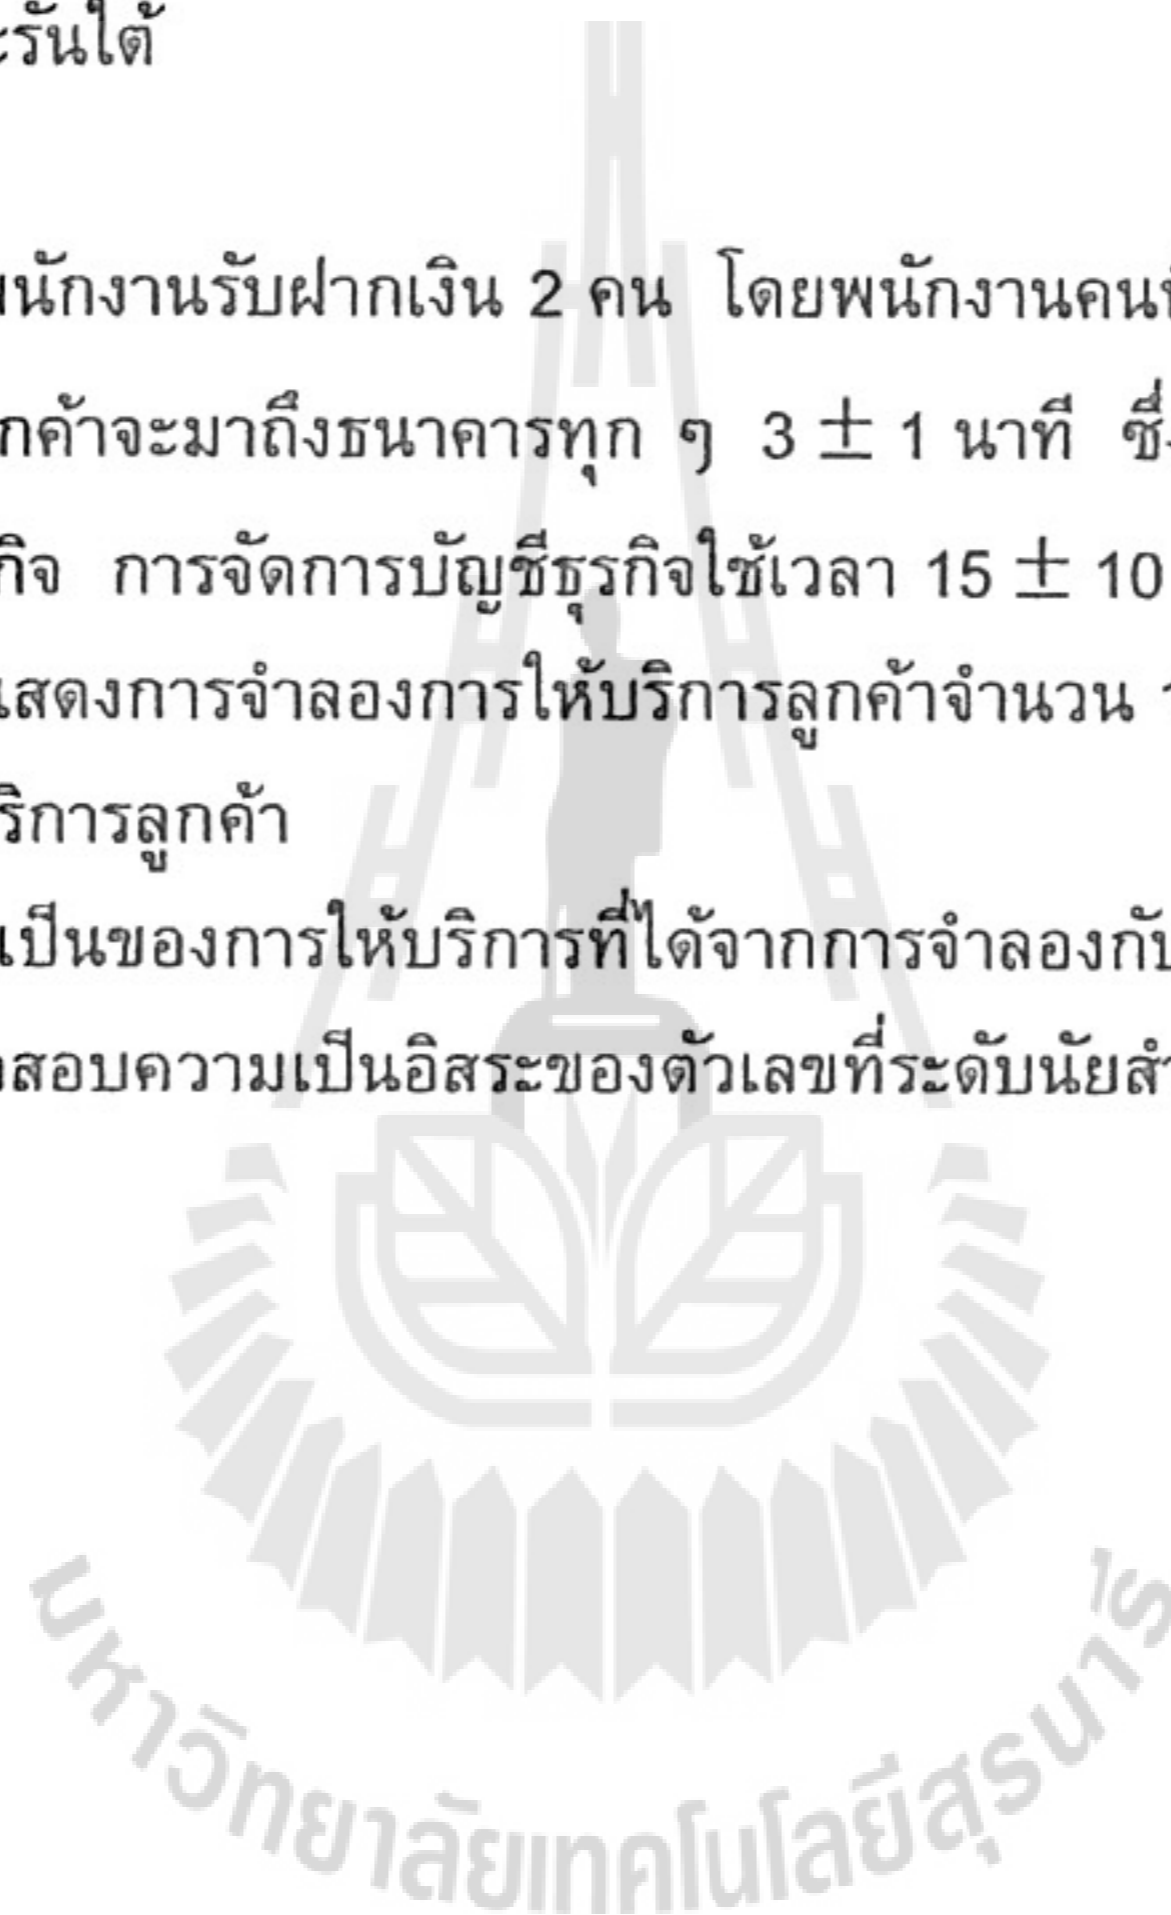 ะรันใต้
พนักงานรับฝากเงิน 2 คน โดยพนักงานคน
กค้าจะมาถึงธนาคารทุก ๆ 3 ± 1 นาที ซึ่
กิจ การจัดการบัญชีธุรกิจใช้เวลา 15 ± 10
แสดงการจำลองการให้บริการลูกค้าจำนวน
ริการลูกค้า
เป็นของการให้บริการที่ได้จากการจำลองกับ
สอบความเป็นอิสระของตัวเลขที่ระดับนัยสำ
มหาวิทยาลัยเทคโนโลยีสุรนารี